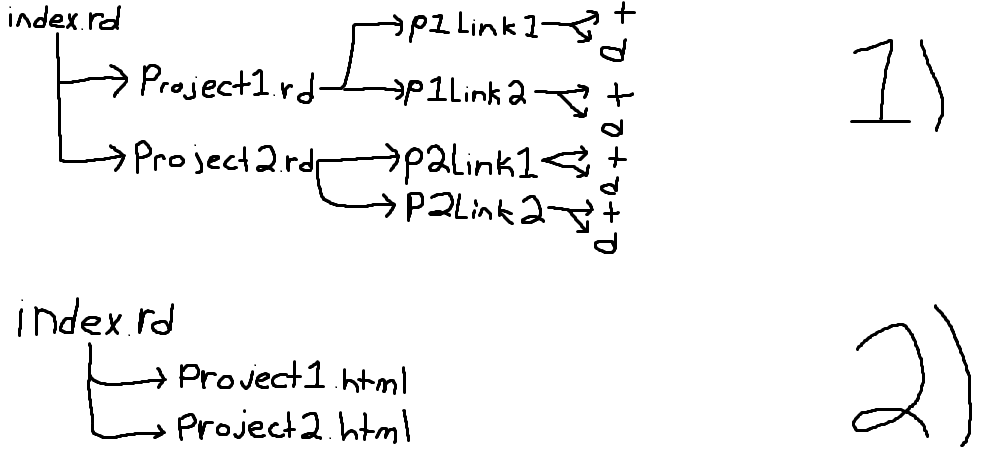 index.rd
p1Link1 t
d
Project1.rd p1Link2 t
d
1)
Project2.rd p2Link1 t
d
P2Link2 t
d
index.rd
Project1.html
Project2.html
2)